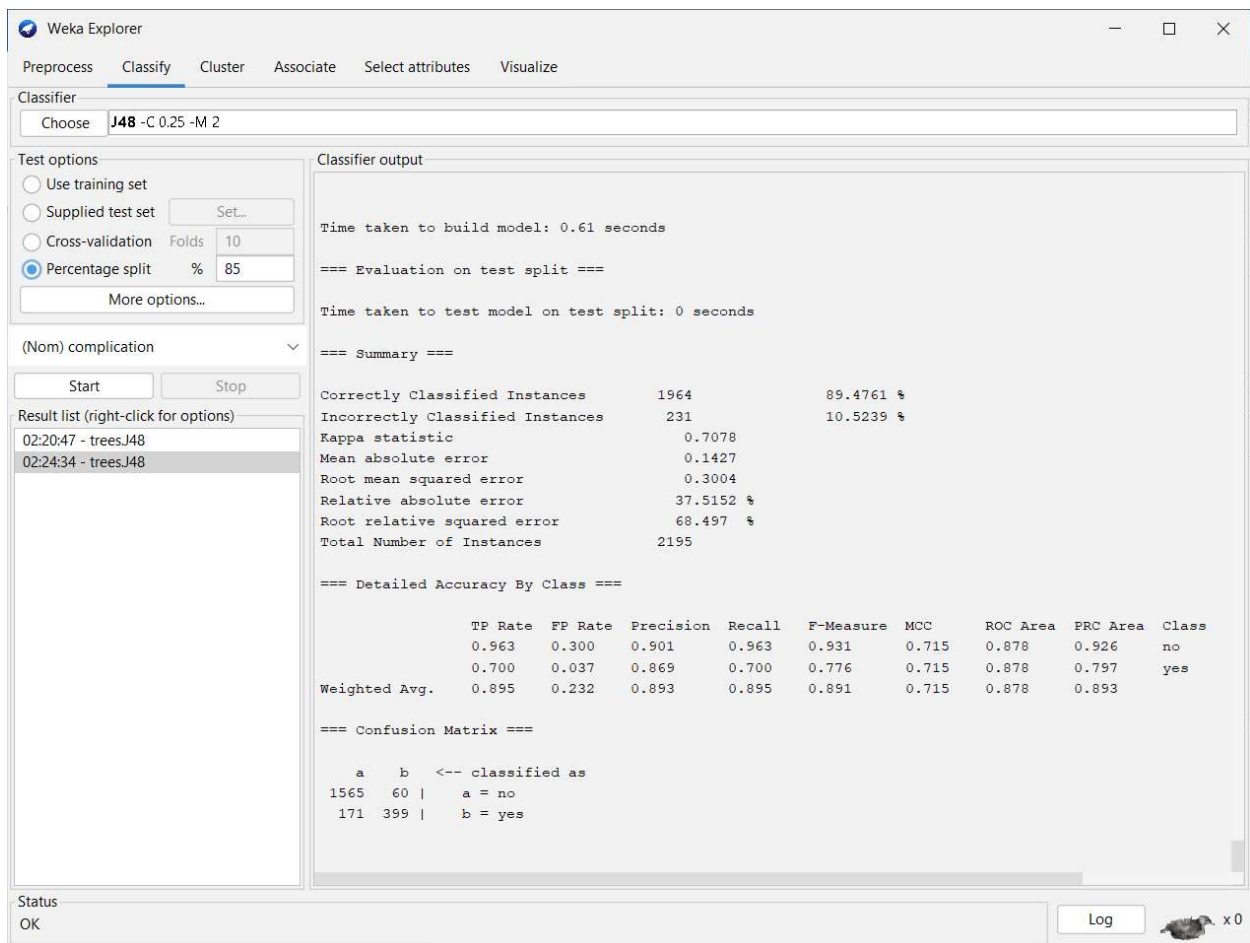 Weka Explorer
Preprocess Classify Cluster Associate Select attributes Visualize
Classifier
Choose J48 -C 0.25 -M 2
Test options
Use training set
Supplied test set Set...
Cross-validation Folds 10
Percentage split % 85
More options...
(Nom) complication
Start Stop
Result list (right-click for options)
02:20:47 - trees.J48
02:24:34 - trees.J48
Classifier output
Time taken to build model: 0.61 seconds
=== Evaluation on test split ===
Time taken to test model on test split: 0 seconds
=== Summary ===
Correctly Classified Instances 1964 89.4761 %
Incorrectly Classified Instances 231 10.5239 %
Kappa statistic 0.7078
Mean absolute error 0.1427
Root mean squared error 0.3004
Relative absolute error 37.5152 %
Root relative squared error 68.497 %
Total Number of Instances 2195
=== Detailed Accuracy By Class ===
TP Rate FP Rate Precision Recall F-Measure MCC ROC Area PRC Area Class
0.963 0.300 0.901 0.963 0.931 0.715 0.878 0.926 no
0.700 0.037 0.869 0.700 0.776 0.715 0.878 0.797 yes
Weighted Avg. 0.895 0.232 0.893 0.895 0.891 0.715 0.878 0.893
=== Confusion Matrix ===
a b <-- classified as
1565 60 | a = no
171 399 | b = yes
Status
OK
Log x 0